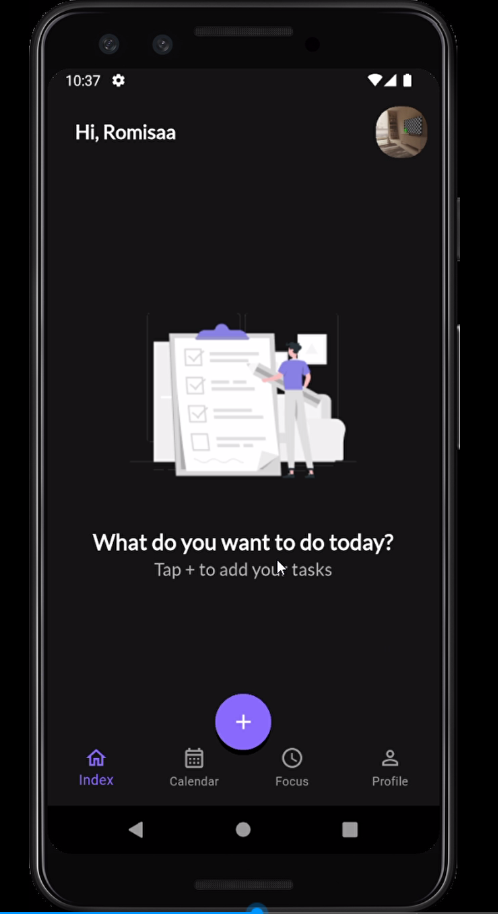 10:37
Hi, Romisaa
What do you want to do today?
Tap + to add your tasks
+
Index
Calendar
Focus
Profile